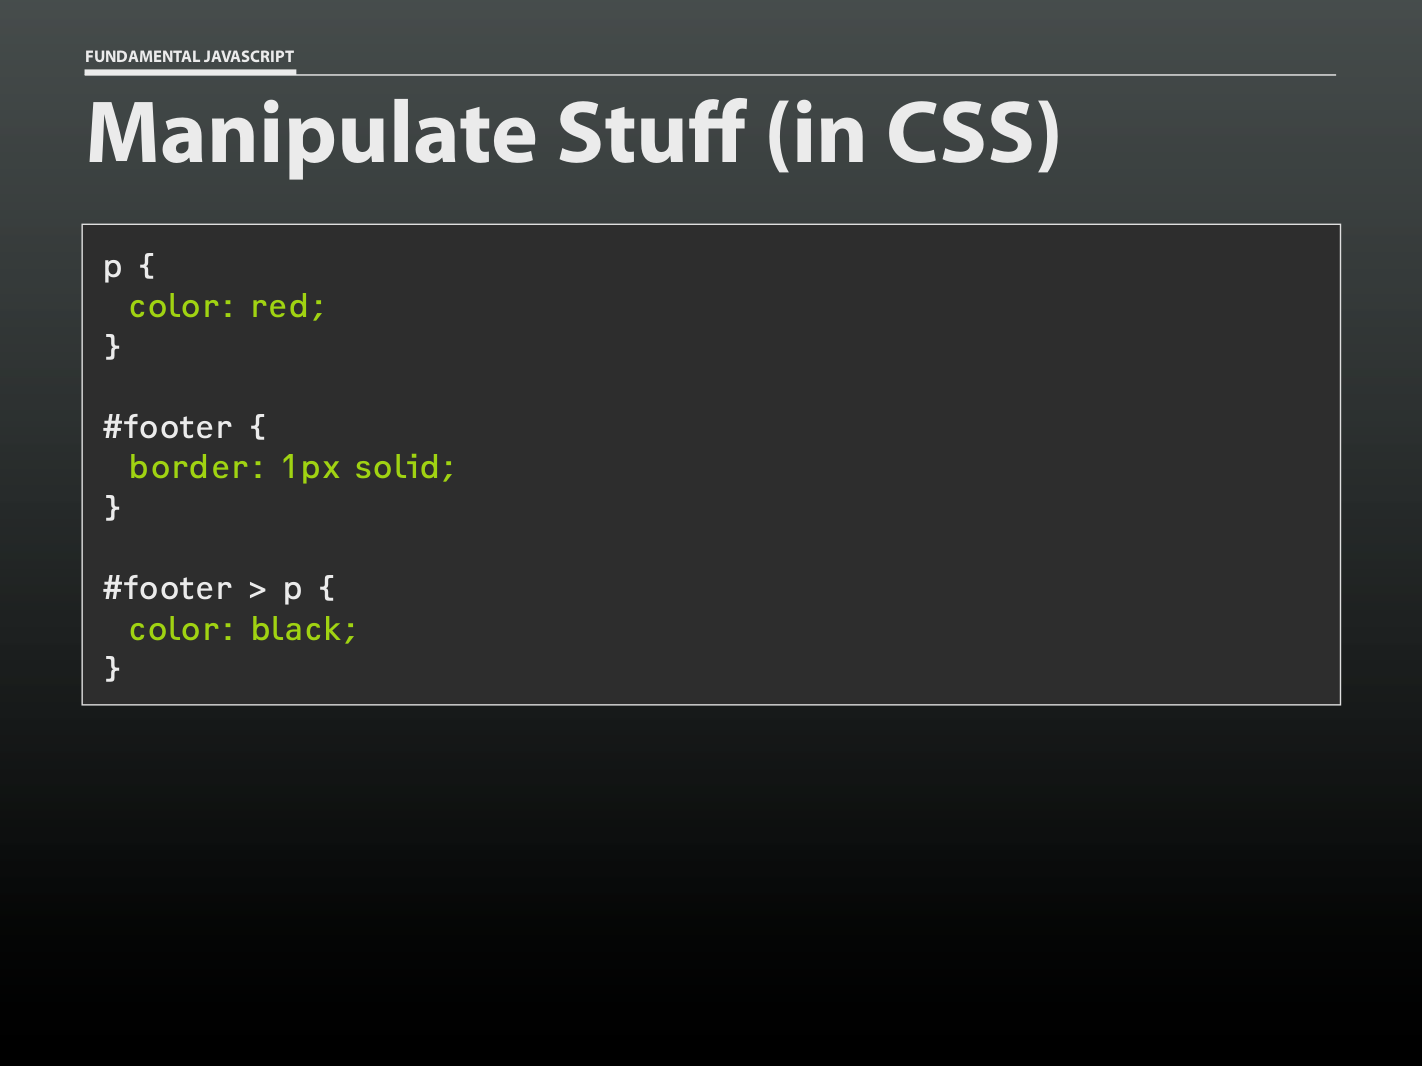 FUNDAMENTAL JAVASCRIPT
Manipulate Stuff (in CSS)
p {
  color: red;
}

#footer {
  border: 1px solid;
}

#footer > p {
  color: black;
}